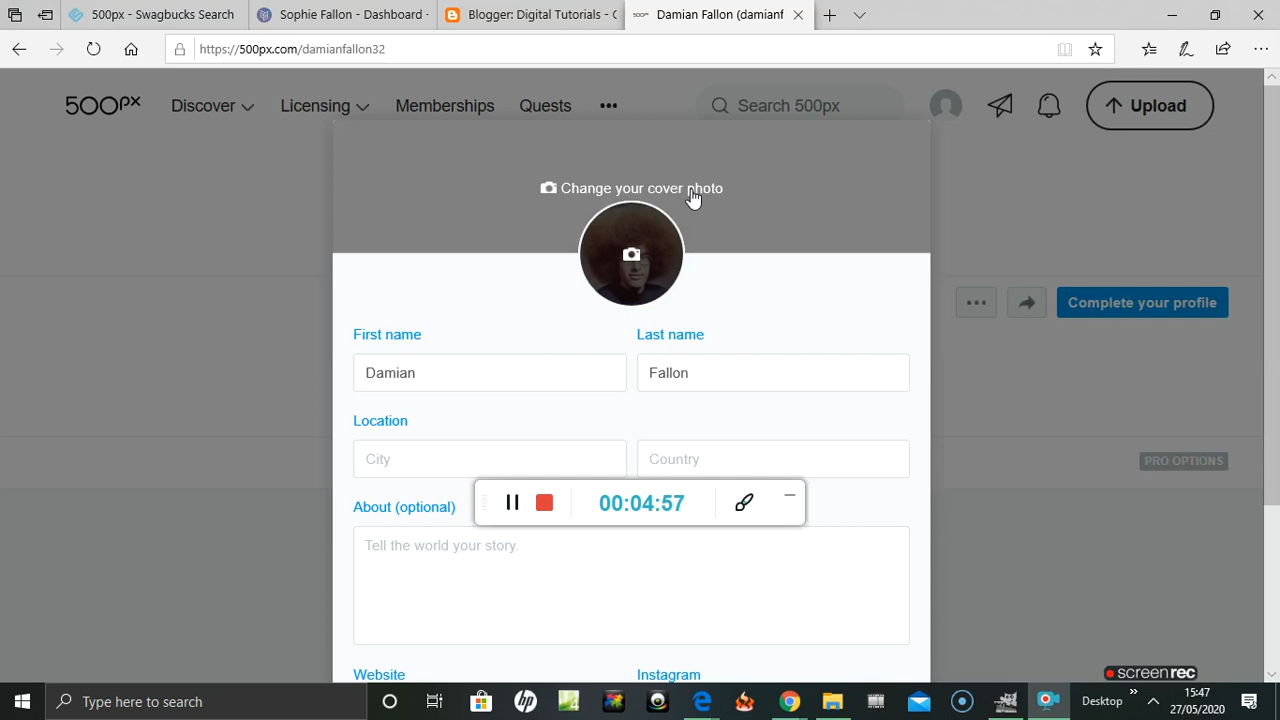 500px - Swagbucks Search
Sophie Fallon - Dashboard -
Blogger: Digital Tutorials - C
Damian Fallon (damianf
https://500px.com/damianfallon32
500px
Discover
Licensing
Memberships
Quests
Search 500px
Upload
Change your cover photo
Complete your profile
First name
Last name
Damian
Fallon
Location
City
Country
PRO OPTIONS
00:04:57
About (optional)
Tell the world your story.
Website
Instagram
screenrec
Type here to search
Desktop
15:47
27/05/2020